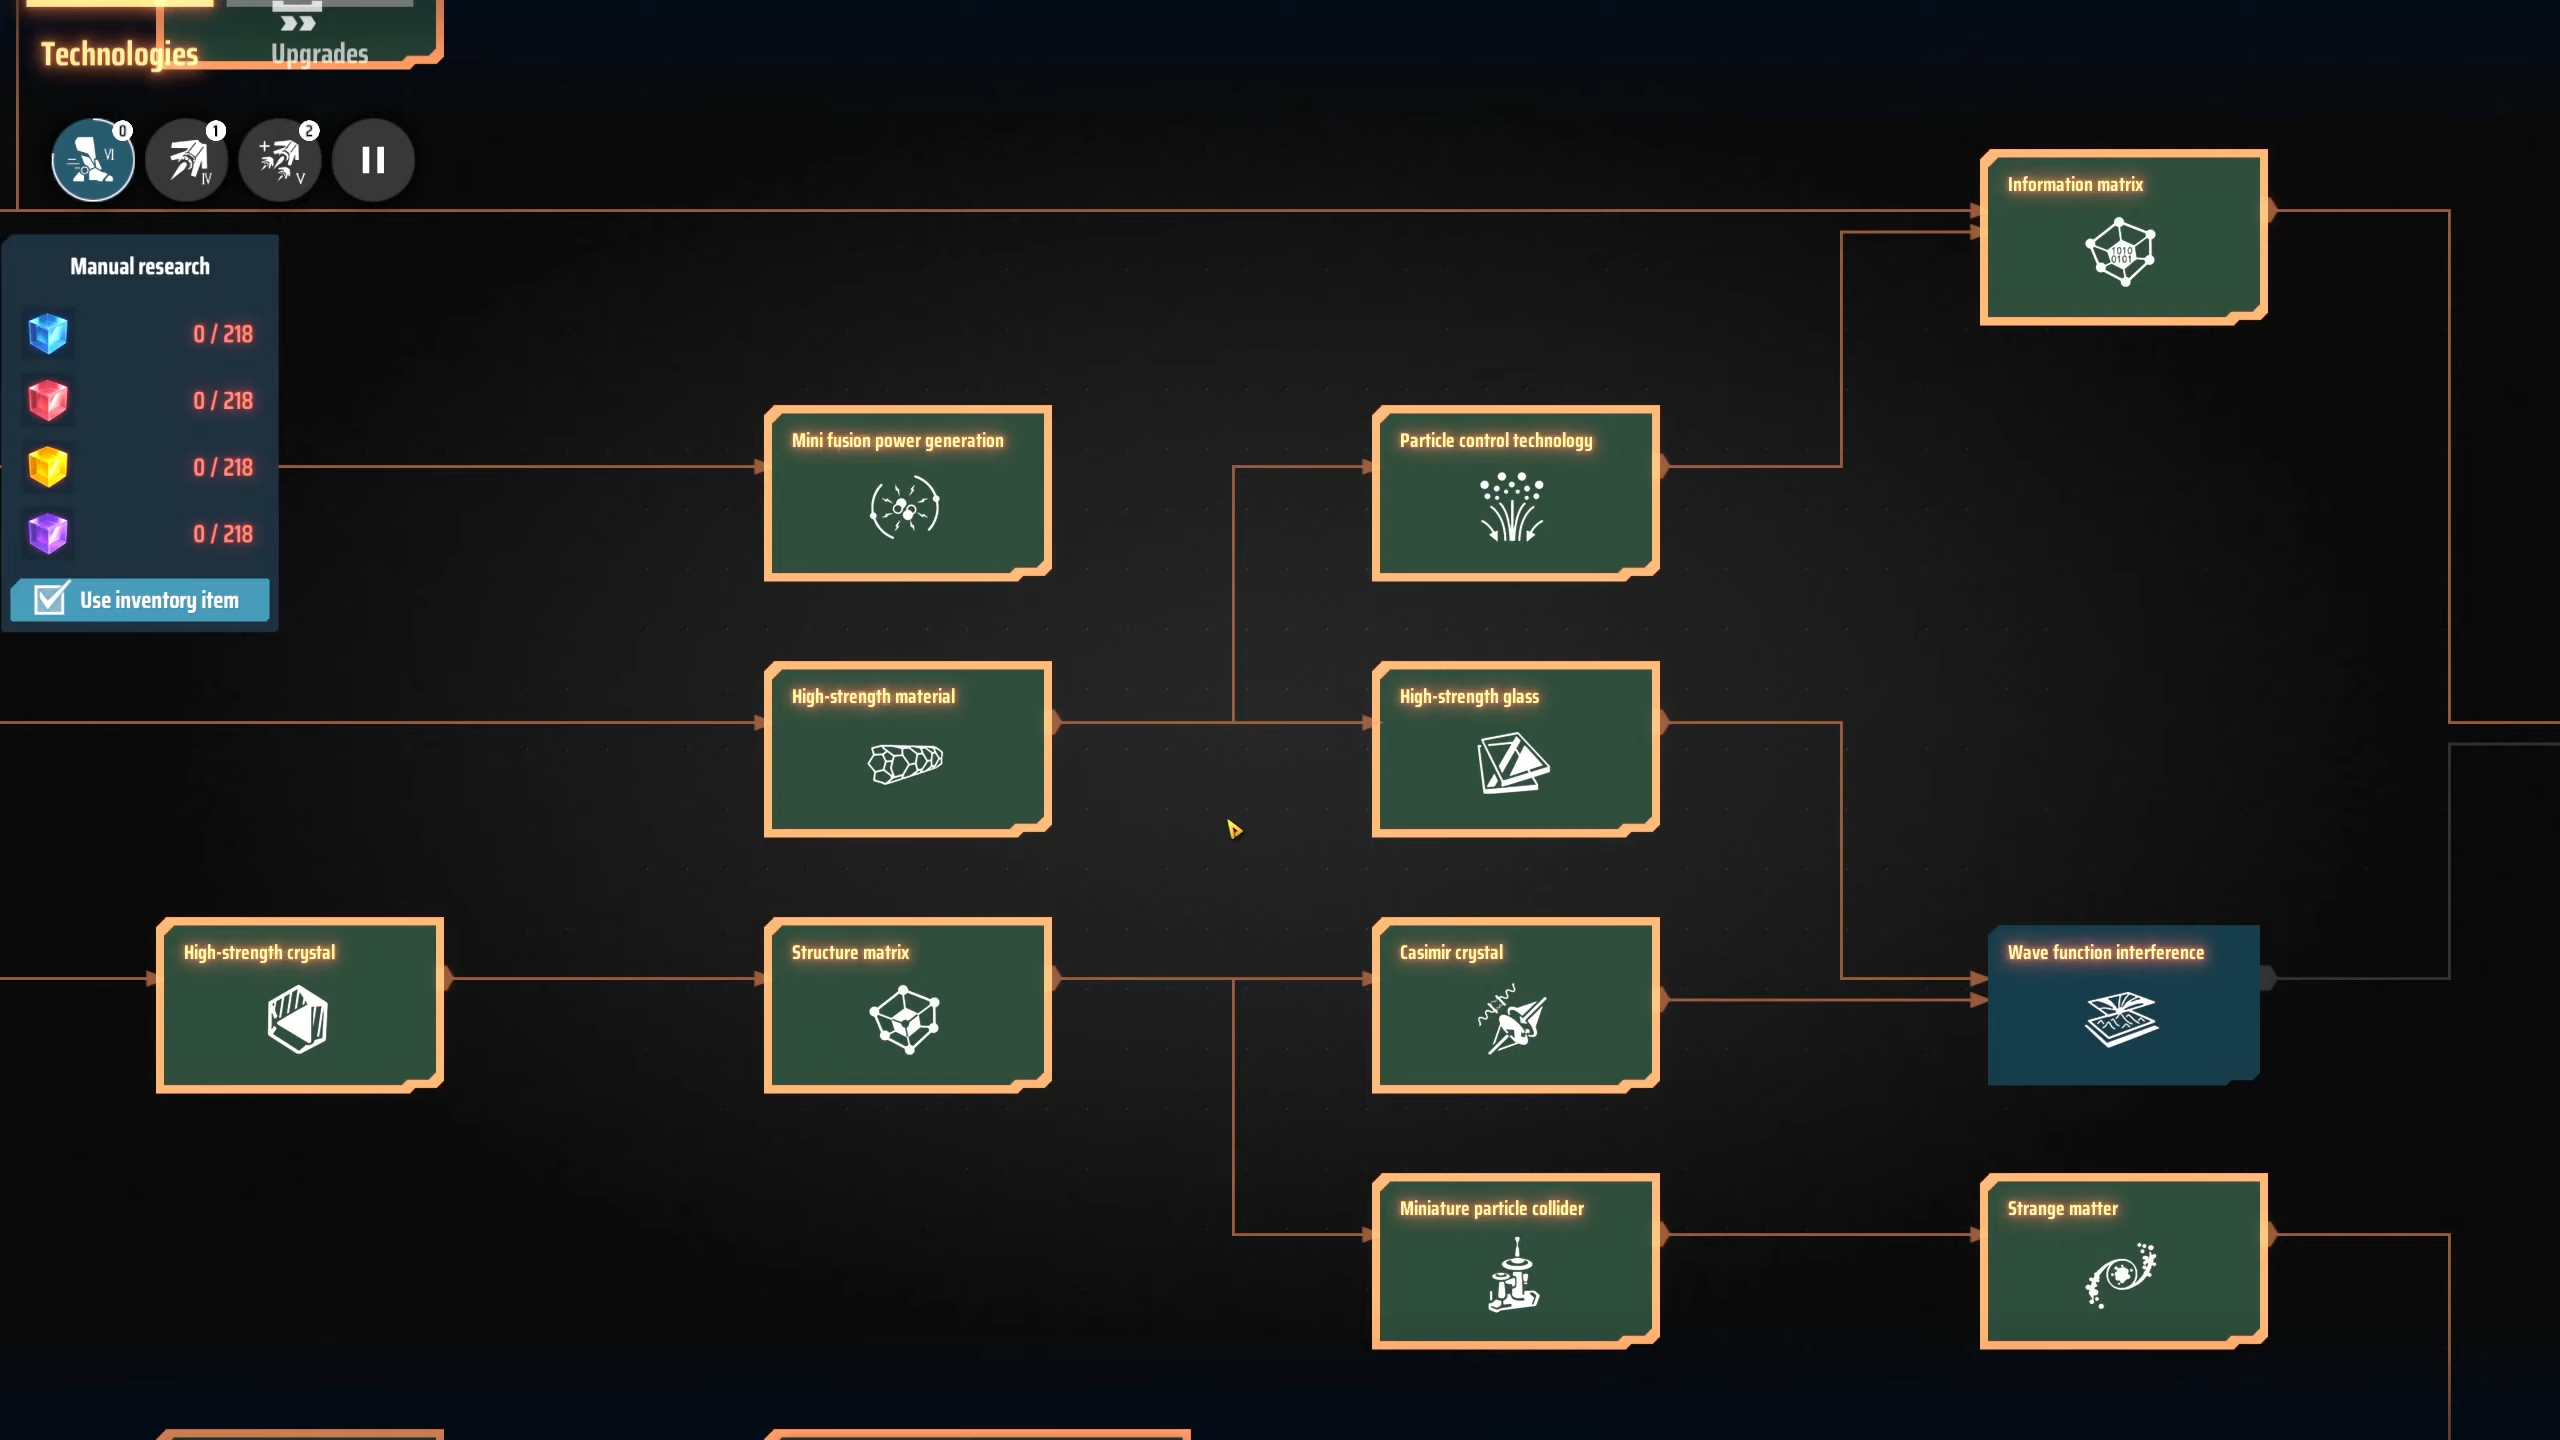 Technologies
Upgrades
0
VI
1
IV
2
V
Information matrix
1010
0101
Manual research
0 / 218
0 / 218
0 / 218
0 / 218
Use inventory item
Mini fusion power generation
Particle control technology
High-strength material
High-strength glass
High-strength crystal
Structure matrix
Casimir crystal
Wave function interference
Miniature particle collider
Strange matter